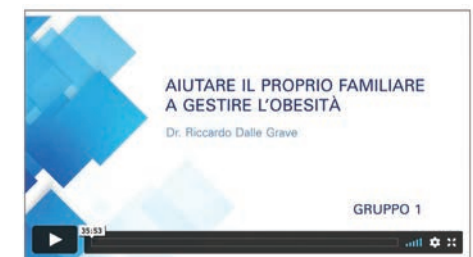 AIUTARE IL PROPRIO FAMILIARE
A GESTIRE L'OBESITÀ
Dr. Riccardo Dalle Grave
GRUPPO 1
35:53